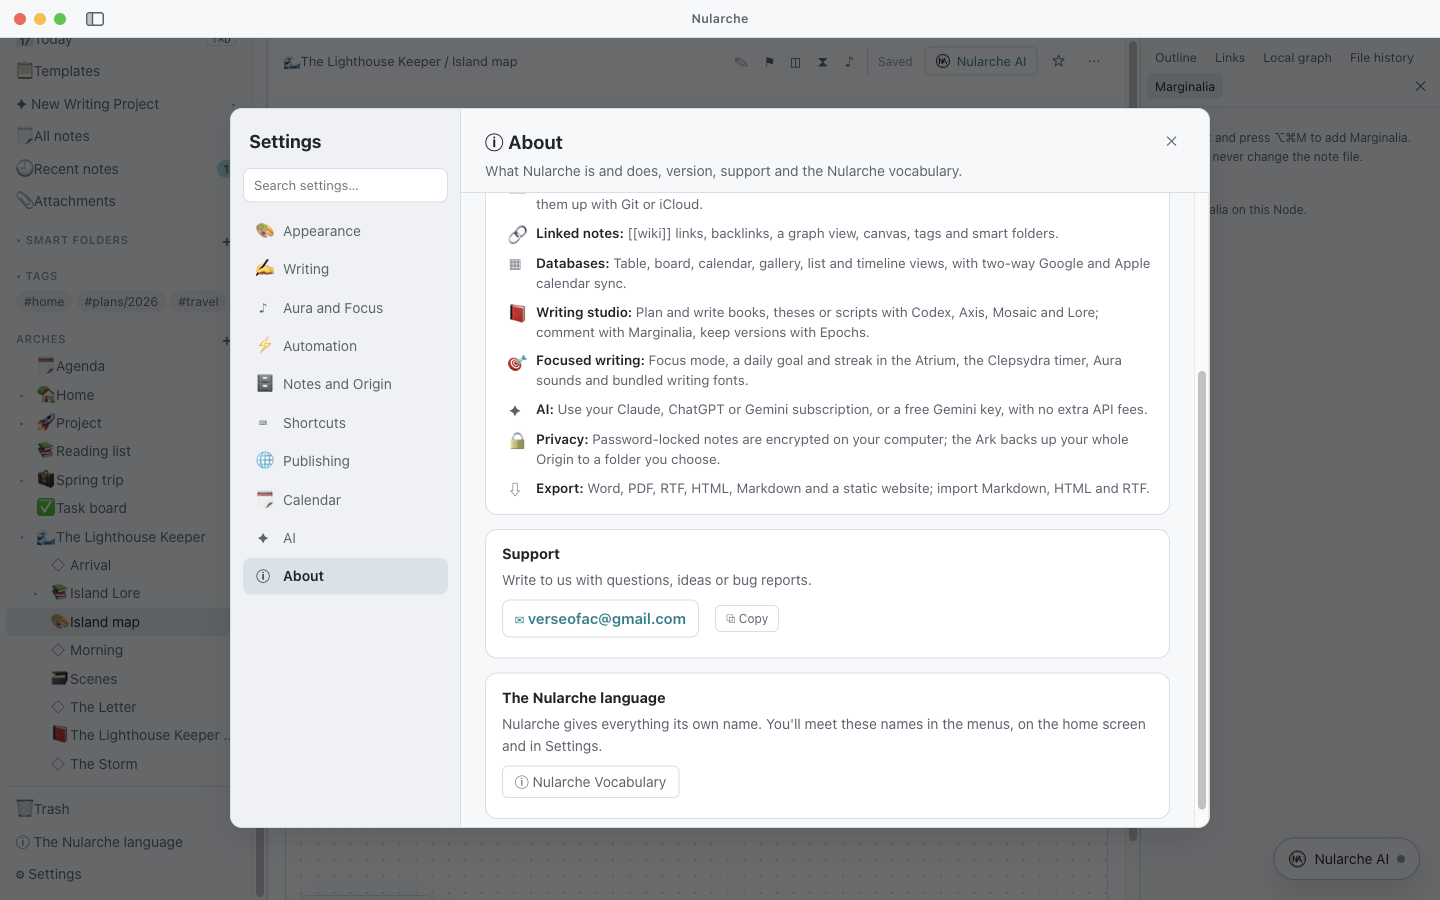 Nularche
Today
Templates
New Writing Project
All notes
Recent notes
1
Attachments
SMART FOLDERS
+
TAGS
#home
#plans/2026
#travel
ARCHES
+
Agenda
Home
Project
Reading list
Spring trip
Task board
The Lighthouse Keeper
Arrival
Island Lore
Island map
Morning
Scenes
The Letter
The Lighthouse Keeper ..
The Storm
Trash
The Nularche language
Settings
The Lighthouse Keeper / Island map
Saved
Nularche AI
Outline
Links
Local graph
File history
Marginalia
and press ⌥⌘M to add Marginalia.
never change the note file.
on this Node.
Settings
Search settings...
Appearance
Writing
Aura and Focus
Automation
Notes and Origin
Shortcuts
Publishing
Calendar
AI
About
About
What Nularche is and does, version, support and the Nularche vocabulary.
them up with Git or iCloud.
Linked notes: [[wiki]] links, backlinks, a graph view, canvas, tags and smart folders.
Databases: Table, board, calendar, gallery, list and timeline views, with two-way Google and Apple
calendar sync.
Writing studio: Plan and write books, theses or scripts with Codex, Axis, Mosaic and Lore;
comment with Marginalia, keep versions with Epochs.
Focused writing: Focus mode, a daily goal and streak in the Atrium, the Clepsydra timer, Aura
sounds and bundled writing fonts.
AI: Use your Claude, ChatGPT or Gemini subscription, or a free Gemini key, with no extra API fees.
Privacy: Password-locked notes are encrypted on your computer; the Ark backs up your whole
Origin to a folder you choose.
Export: Word, PDF, RTF, HTML, Markdown and a static website; import Markdown, HTML and RTF.
Support
Write to us with questions, ideas or bug reports.
verseofac@gmail.com
Copy
The Nularche language
Nularche gives everything its own name. You'll meet these names in the menus, on the home screen
and in Settings.
Nularche Vocabulary
Nularche AI